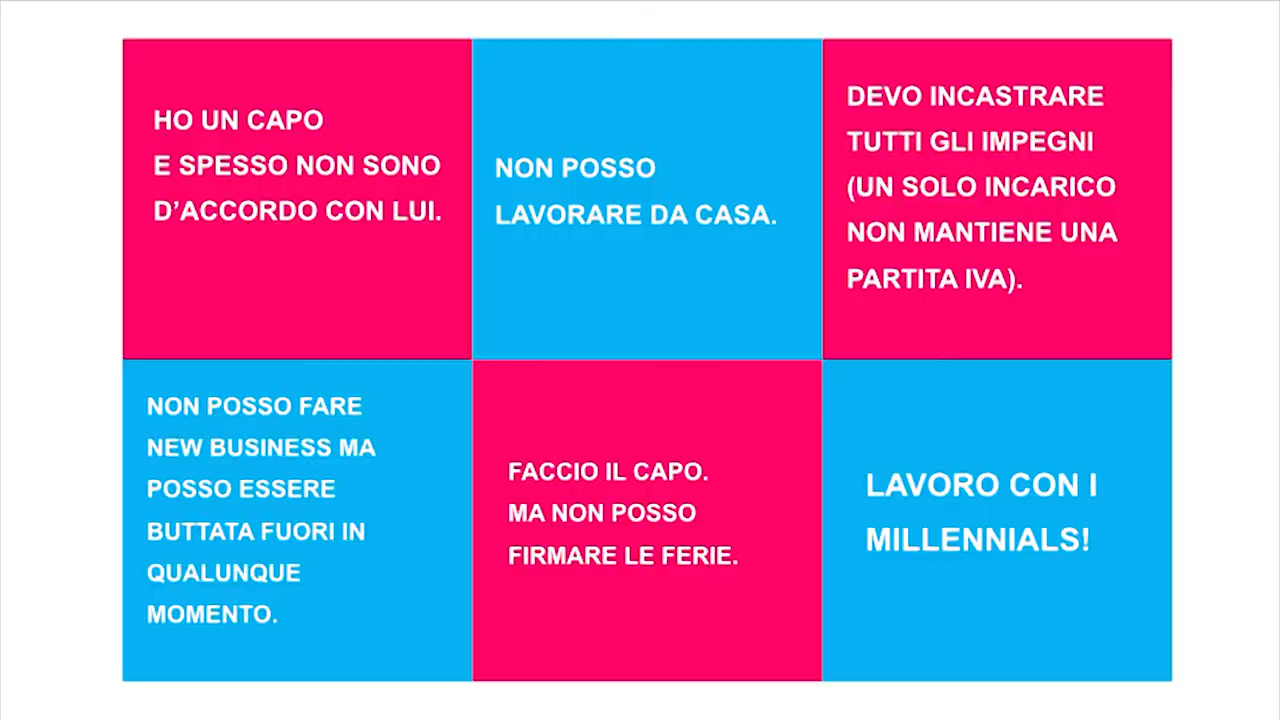 HO UN CAPO
E SPESSO NON SONO
D’ACCORDO CON LUI.
NON POSSO
LAVORARE DA CASA.
DEVO INCASTRARE
TUTTI GLI IMPEGNI
(UN SOLO INCARICO
NON MANTIENE UNA
PARTITA IVA).
NON POSSO FARE
NEW BUSINESS MA
POSSO ESSERE
BUTTATA FUORI IN
QUALUNQUE
MOMENTO.
FACCIO IL CAPO.
MA NON POSSO
FIRMARE LE FERIE.
LAVORO CON I
MILLENNIALS!